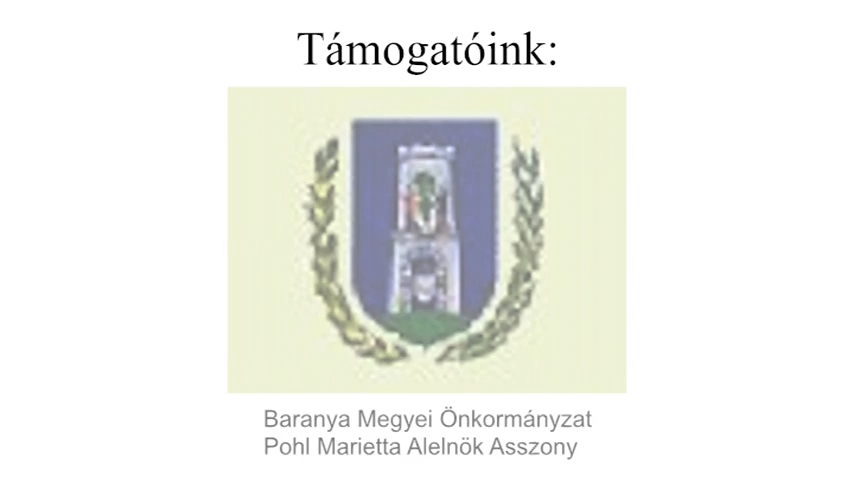 Támogatóink:
Baranya Megyei Önkormányzat
Pohl Marietta Alelnök Asszony